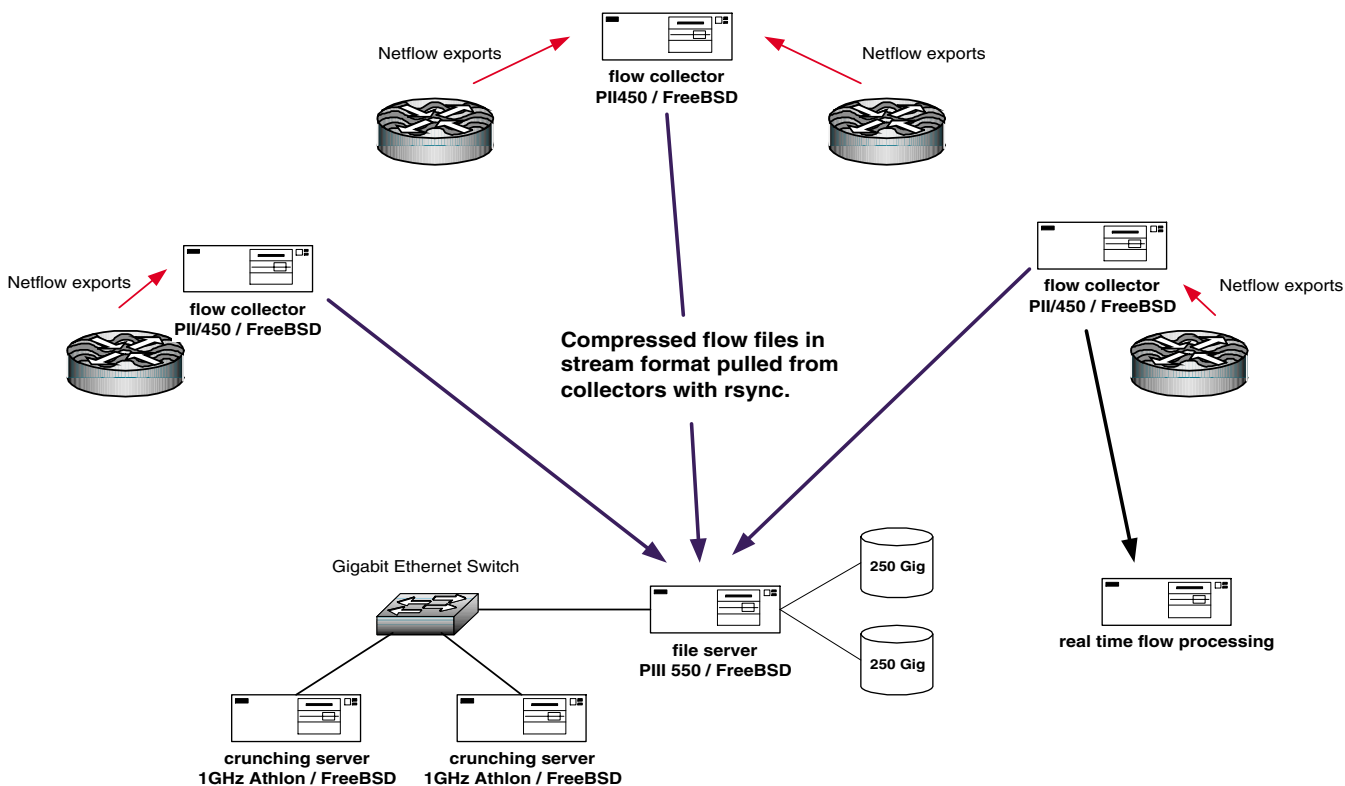 Netflow exports
Netflow exports
flow collector
PII450 / FreeBSD
Netflow exports
flow collector
PII/450 / FreeBSD
flow collector
PII/450 / FreeBSD
Netflow exports
Compressed flow files in
stream format pulled from
collectors with rsync.
Gigabit Ethernet Switch
250 Gig
file server
PIII 550 / FreeBSD
250 Gig
real time flow processing
crunching server
1GHz Athlon / FreeBSD
crunching server
1GHz Athlon / FreeBSD